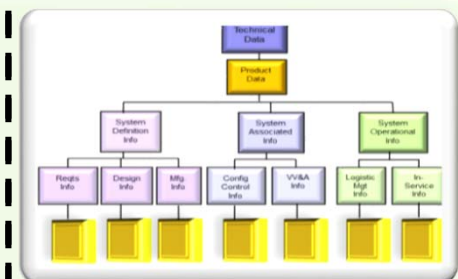 Technical
Data
Product
Data
System
Definition
Info
System
Associated
Info
System
Operational
Info
Reqts
Info
Design
Info
Mfg.
Info
Config
Control
Info
VV&A
Info
Logistic
Mgt
Info
In-
Service
Info